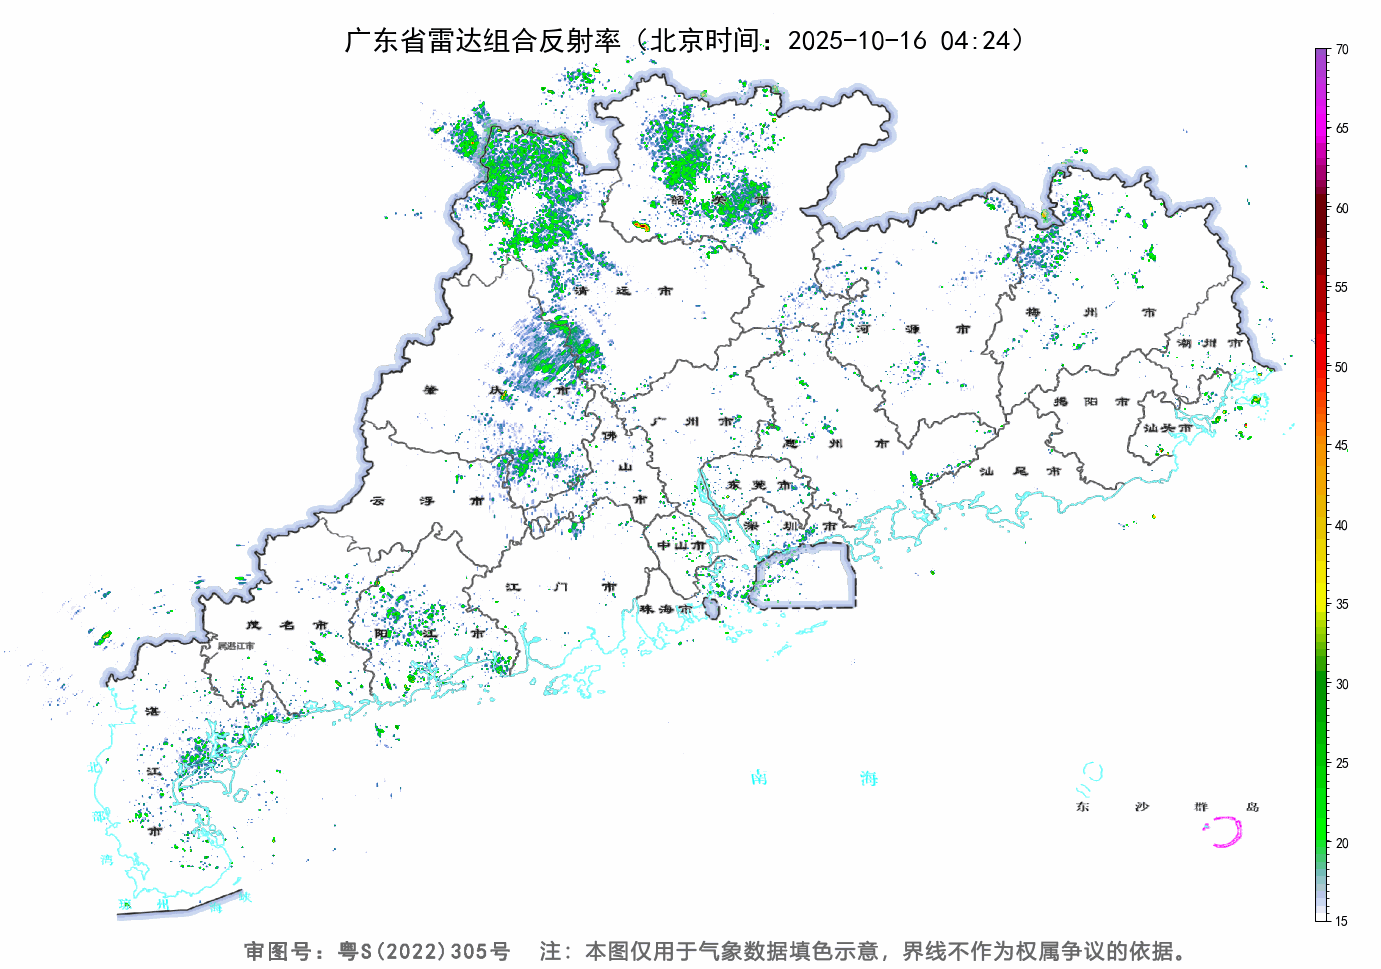 广东省雷达组合反射率（北京时间：2025-10-16 04:24）
70
65
60
55
50
45
40
35
30
25
20
15
韶关市
清远市
河源市
梅州市
潮州市
肇庆市
揭阳市
汕头市
广州市
佛山市
惠州市
云浮市
东莞市
汕尾市
深圳市
中山市
江门市
珠海市
茂名市
阳江市
属湛江市
湛江市
北部湾
南海
东沙群岛
琼州海峡
审图号：粤S(2022)305号 注：本图仅用于气象数据填色示意，界线不作为权属争议的依据。